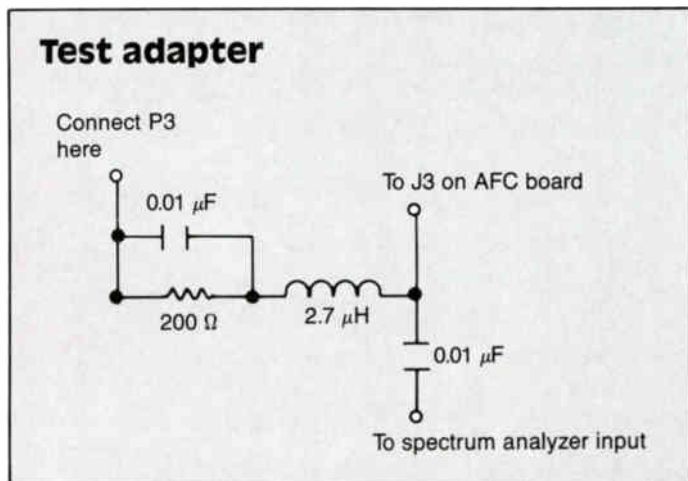 Test adapter
Connect P3
here
To J3 on AFC board
0.01 μF
200 Ω
2.7 μH
0.01 μF
To spectrum analyzer input